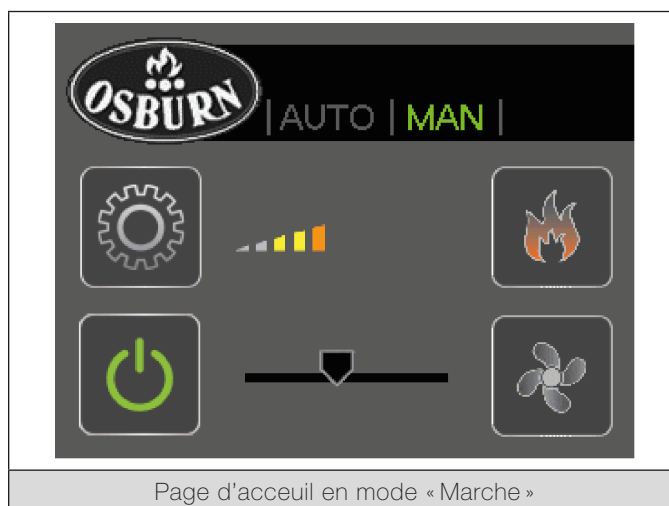 OSBURN
| AUTO | MAN |
Page d'acceuil en mode « Marche »